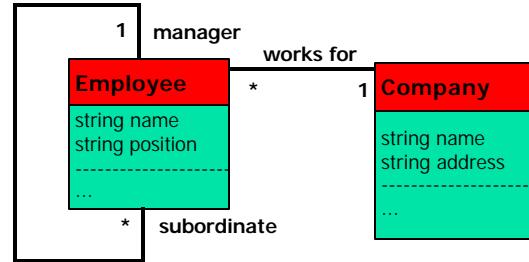 1 manager
works for
Employee
* 1
Company
string name
string position
--------------------
...
string name
string address
--------------------
...
* subordinate